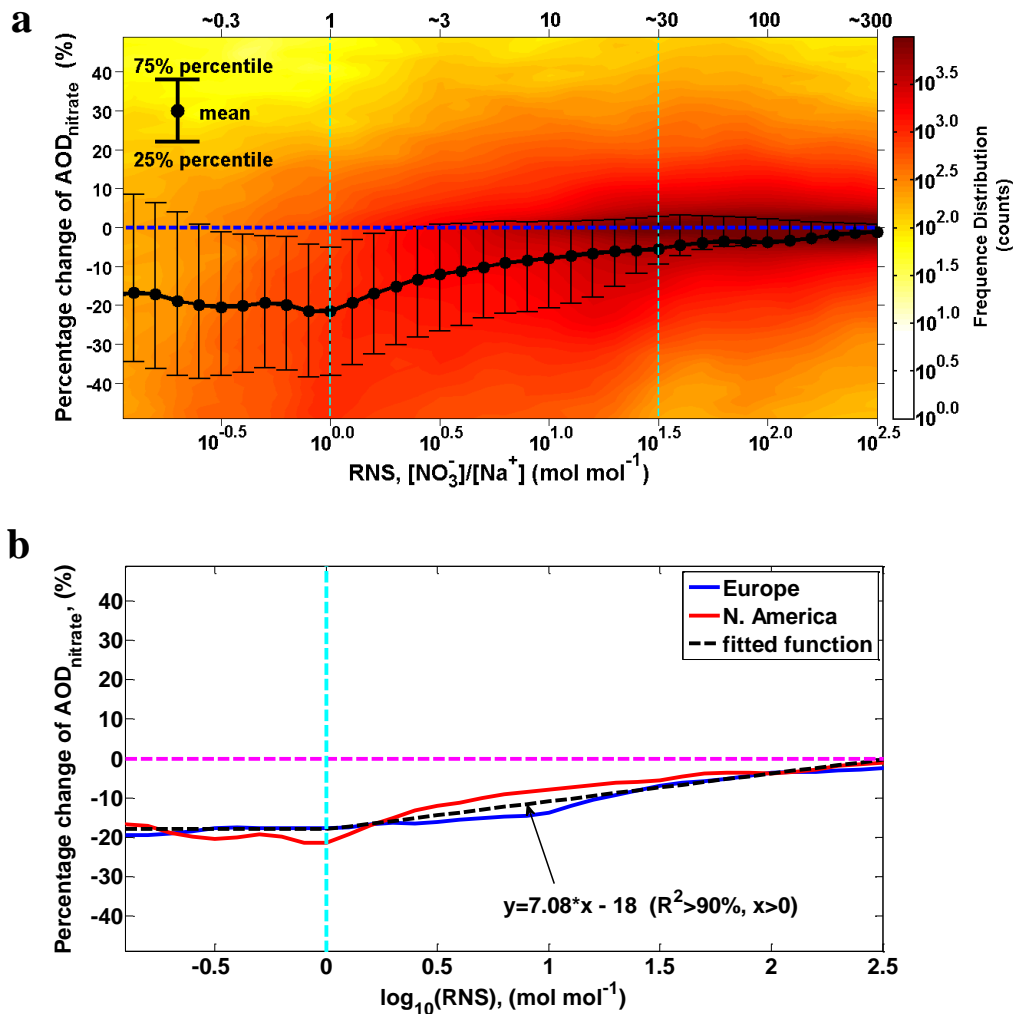 a
~0.3 1 ~3 10 ~30 100 ~300
Percentage change of AOD_nitrate (%)
40
30
20
10
0
-10
-20
-30
-40
75% percentile
mean
25% percentile
10^-0.5 10^0.0 10^0.5 10^1.0 10^1.5 10^2.0 10^2.5
RNS, [NO3^-]/[Na^+] (mol mol^-1)
10^3.5
10^3.0
10^2.5
10^2.0
10^1.5
10^1.0
10^0.5
10^0.0
Frequence Distribution
(counts)
b
Percentage change of AOD_nitrate, (%)
40
30
20
10
0
-10
-20
-30
-40
Europe
N. America
fitted function
y=7.08*x - 18 (R^2>90%, x>0)
-0.5 0 0.5 1 1.5 2 2.5
log10(RNS), (mol mol^-1)